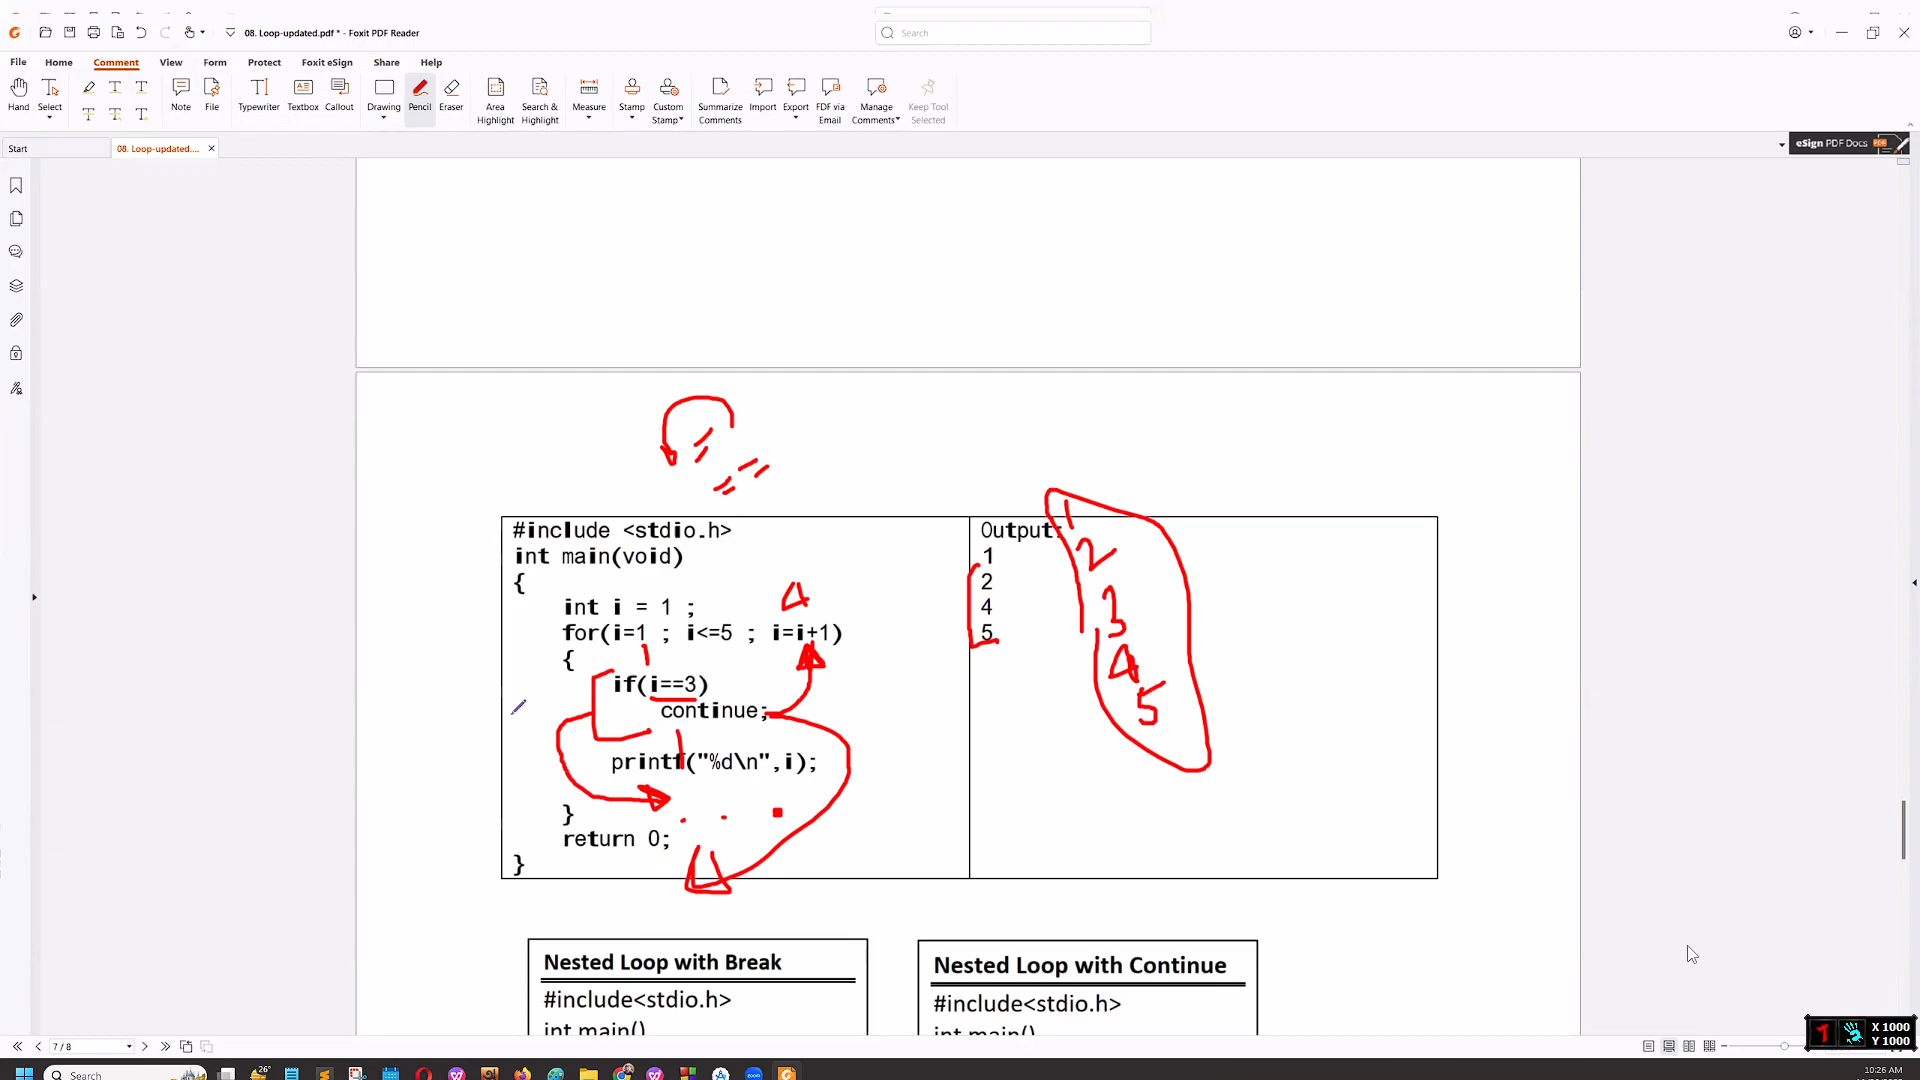 08. Loop-updated.pdf * - Foxit PDF Reader
Search
File Home Comment View Form Protect Foxit eSign Share Help
Hand Select Note File Typewriter Textbox Callout Drawing Pencil Eraser Area Highlight Search & Highlight Measure Stamp Custom Stamp Summarize Comments Import Export FDF via Email Manage Comments Keep Tool Selected
Start 08. Loop-updated.... eSign PDF Docs
#include <stdio.h>
int main(void)
{
int i = 1 ;
for(i=1 ; i<=5 ; i=i+1)
{
if(i==3)
continue;
printf("%d\n",i);
}
return 0;
}
4
1
1
Output:
1
2
4
5
1
2
3
4
5
Nested Loop with Break
#include<stdio.h>
int main()
Nested Loop with Continue
#include<stdio.h>
int main()
7 / 8
X 1000
Y 1000
Search
26°
zoom
10:26 AM